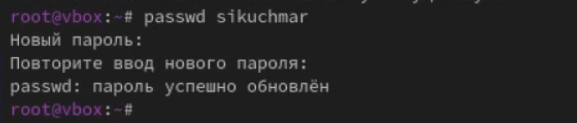 root@vbox:~# passwd sikuchmar
Новый пароль:
Повторите ввод нового пароля:
passwd: пароль успешно обновлён
root@vbox:~#